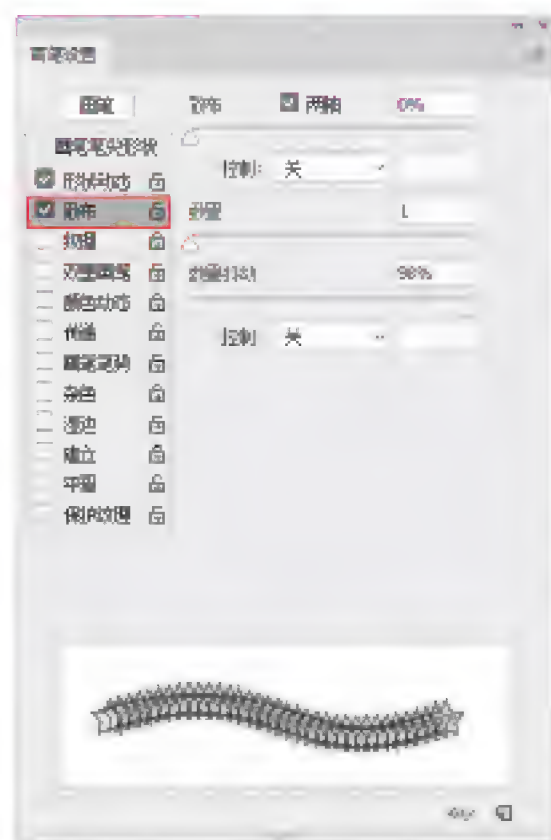 画笔设置
画笔 散布 两轴 0%
画笔笔尖形状
控制: 关
形状动态
散布 数量 1
纹理
双重画笔 数量抖动 98%
颜色动态
传递 控制: 关
画笔笔势
杂色
湿边
建立
平滑
保护纹理